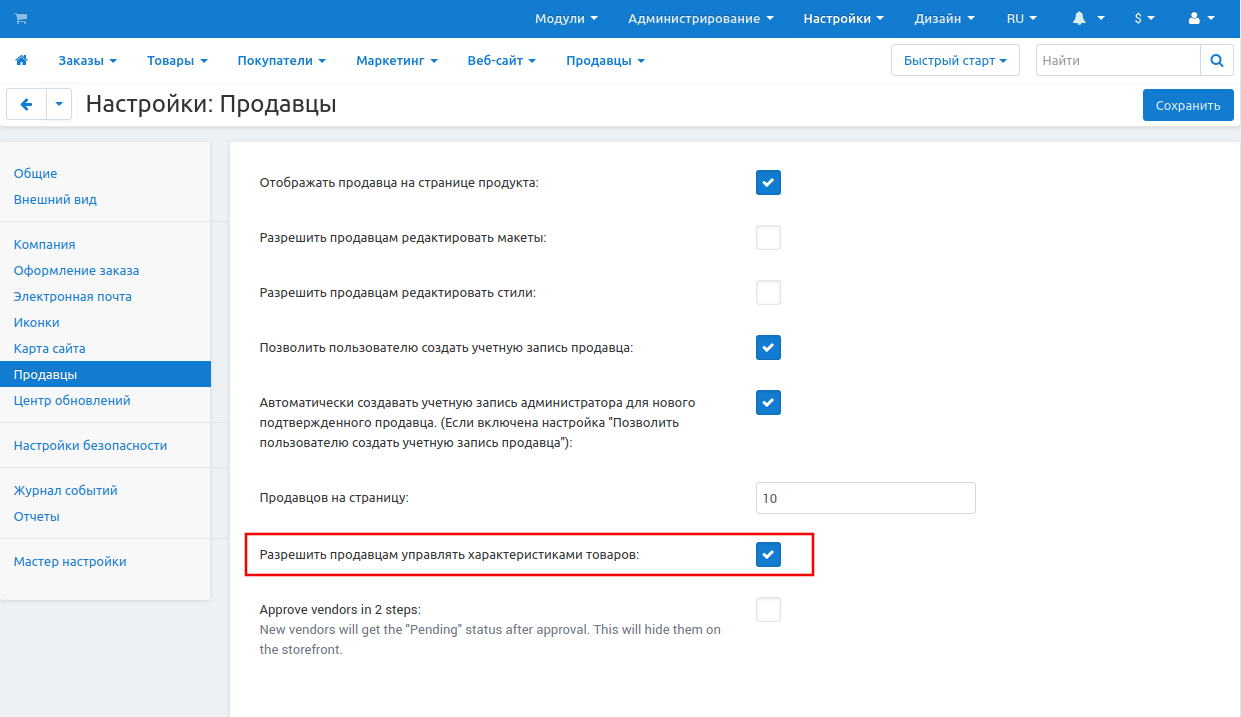 Модули Администрирование Настройки Дизайн RU $
Заказы Товары Покупатели Маркетинг Веб-сайт Продавцы Быстрый старт Найти
Настройки: Продавцы Сохранить
Общие
Внешний вид
Компания
Оформление заказа
Электронная почта
Иконки
Карта сайта
Продавцы
Центр обновлений
Настройки безопасности
Журнал событий
Отчеты
Мастер настройки
Отображать продавца на странице продукта:
Разрешить продавцам редактировать макеты:
Разрешить продавцам редактировать стили:
Позволить пользователю создать учетную запись продавца:
Автоматически создавать учетную запись администратора для нового
подтвержденного продавца. (Если включена настройка "Позволить
пользователю создать учетную запись продавца"):
Продавцов на страницу: 10
Разрешить продавцам управлять характеристиками товаров:
Approve vendors in 2 steps:
New vendors will get the "Pending" status after approval. This will hide them on
the storefront.